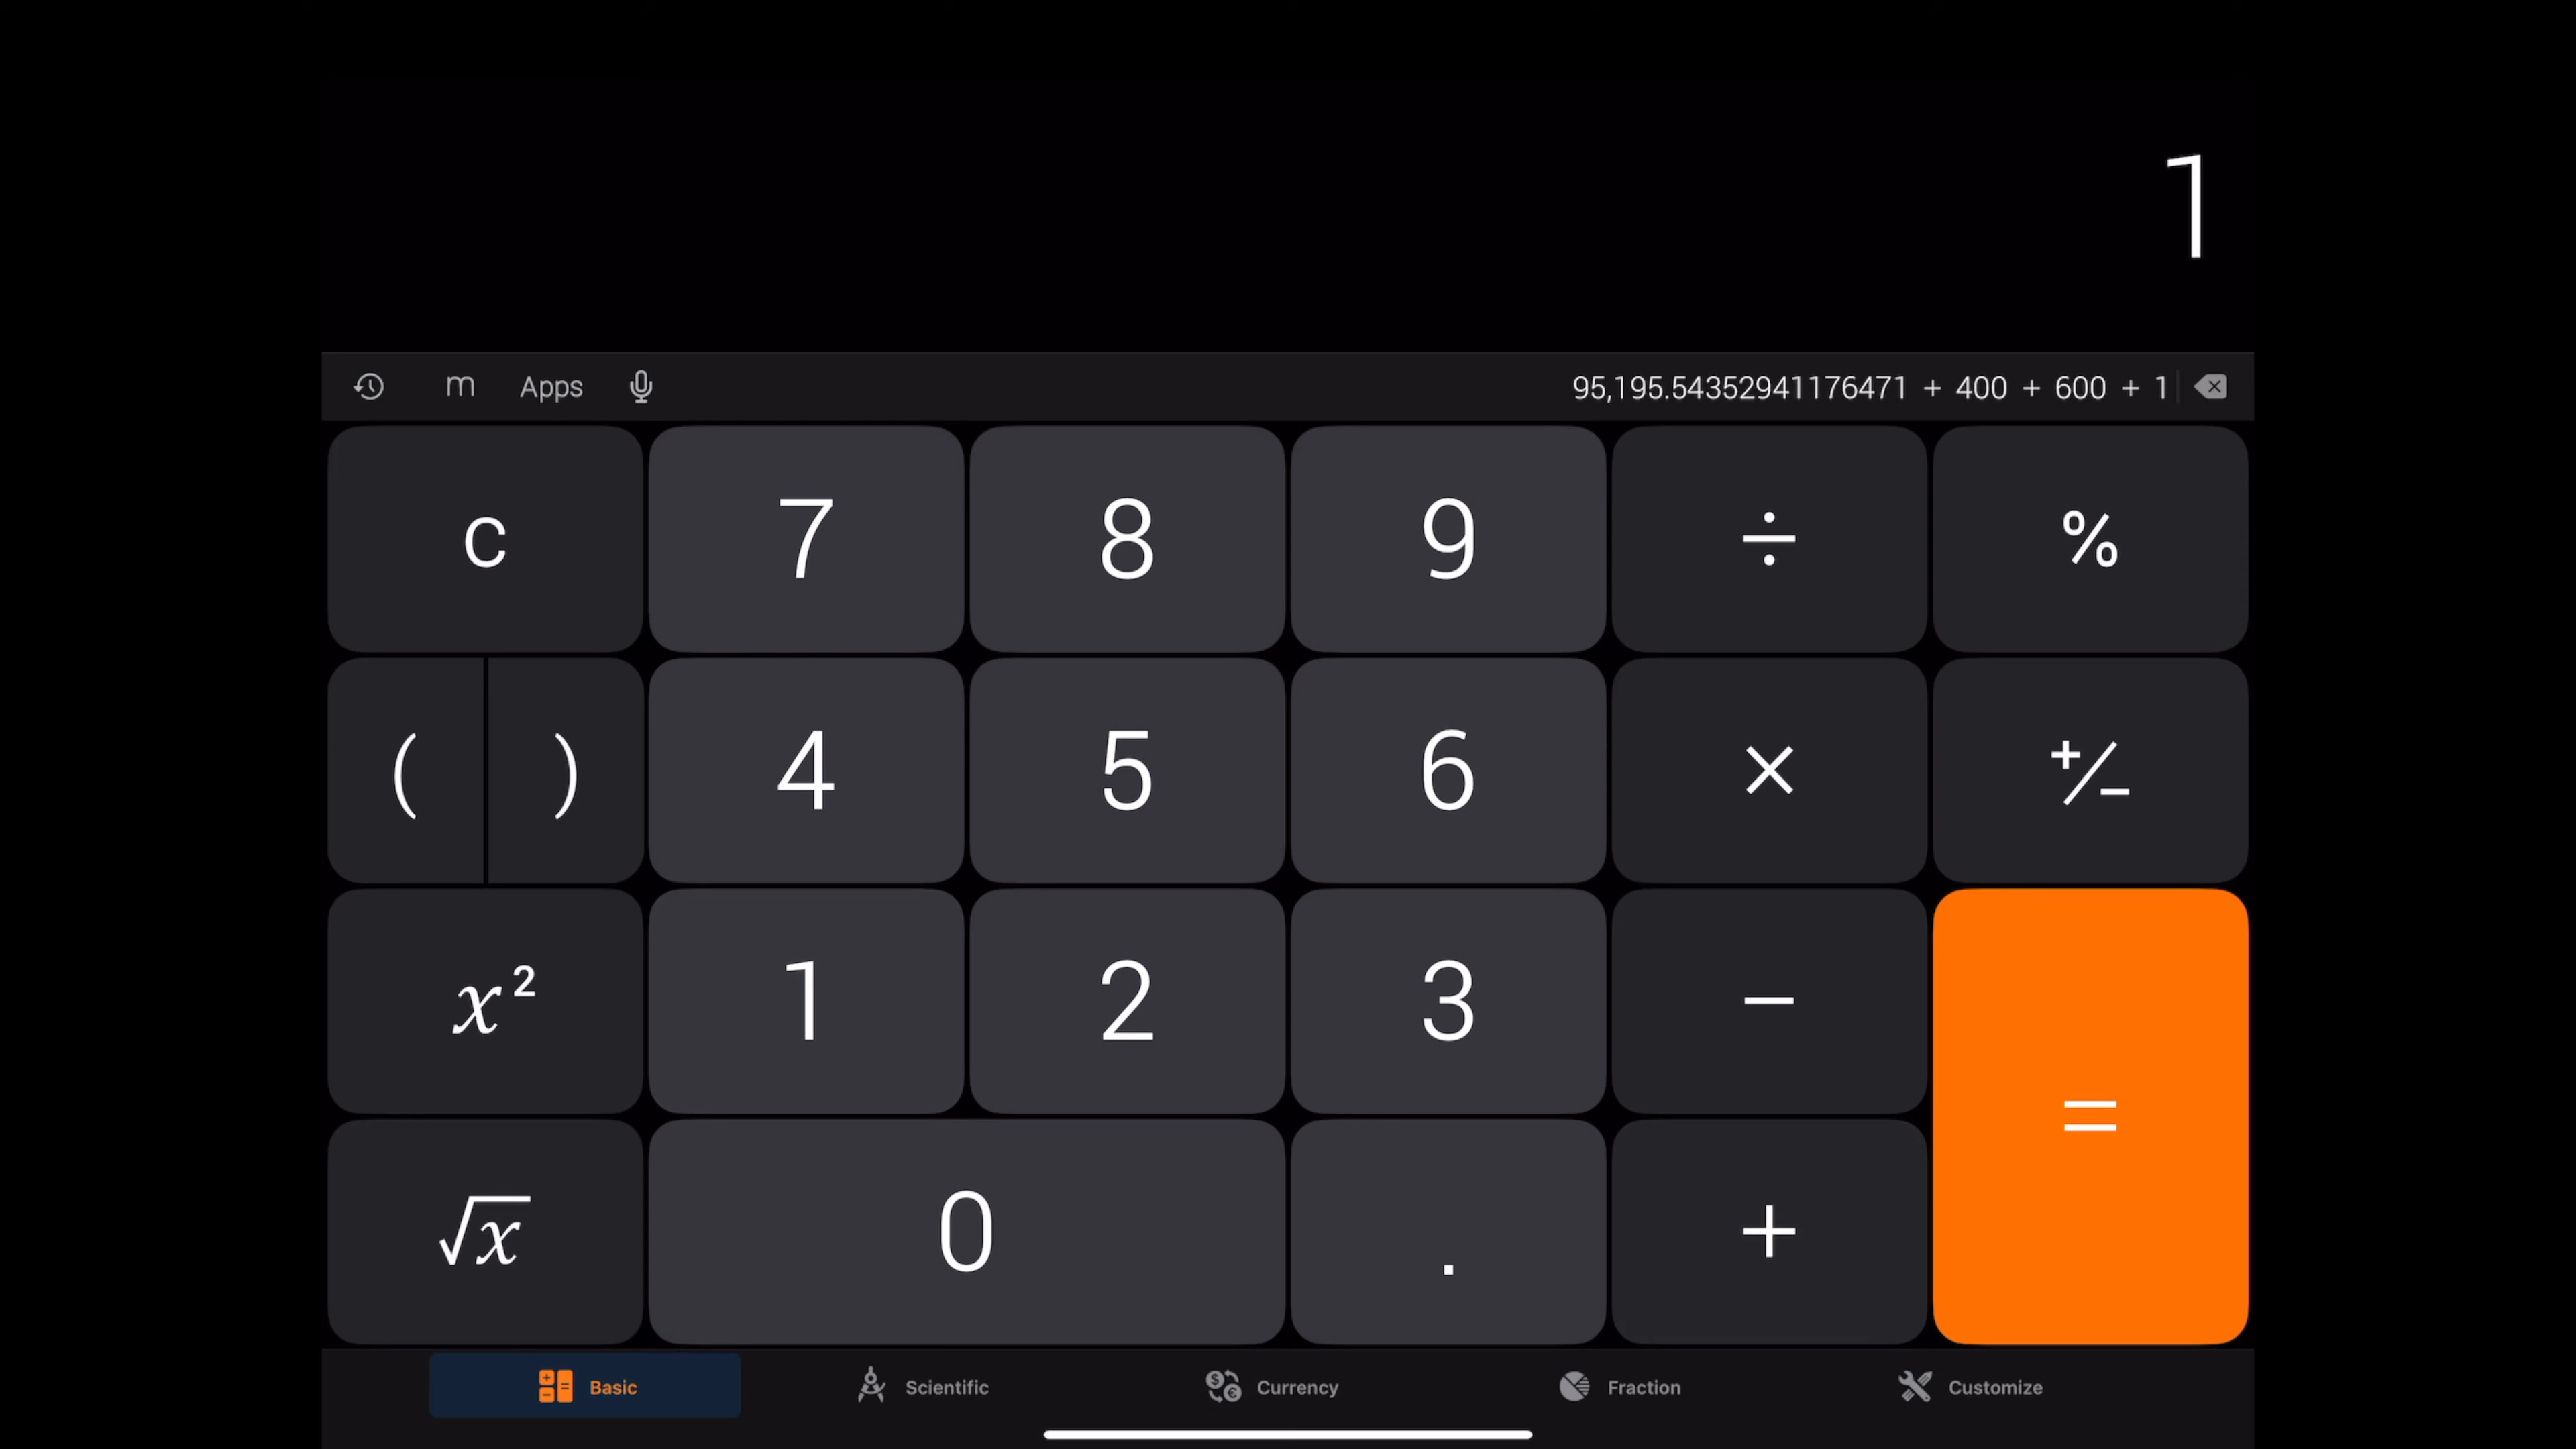 1
m Apps 95,195.54352941176471 + 400 + 600 + 1
C 7 8 9 ÷ %
( ) 4 5 6 × +/−
x² 1 2 3 − =
√x 0 . +
Basic Scientific Currency Fraction Customize